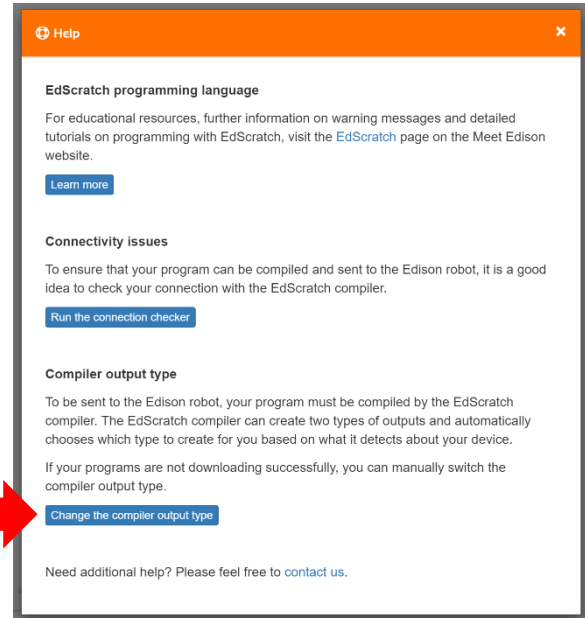 Help ×
EdScratch programming language
For educational resources, further information on warning messages and detailed
tutorials on programming with EdScratch, visit the EdScratch page on the Meet Edison
website.
Learn more
Connectivity issues
To ensure that your program can be compiled and sent to the Edison robot, it is a good
idea to check your connection with the EdScratch compiler.
Run the connection checker
Compiler output type
To be sent to the Edison robot, your program must be compiled by the EdScratch
compiler. The EdScratch compiler can create two types of outputs and automatically
chooses which type to create for you based on what it detects about your device.
If your programs are not downloading successfully, you can manually switch the
compiler output type.
Change the compiler output type
Need additional help? Please feel free to contact us.